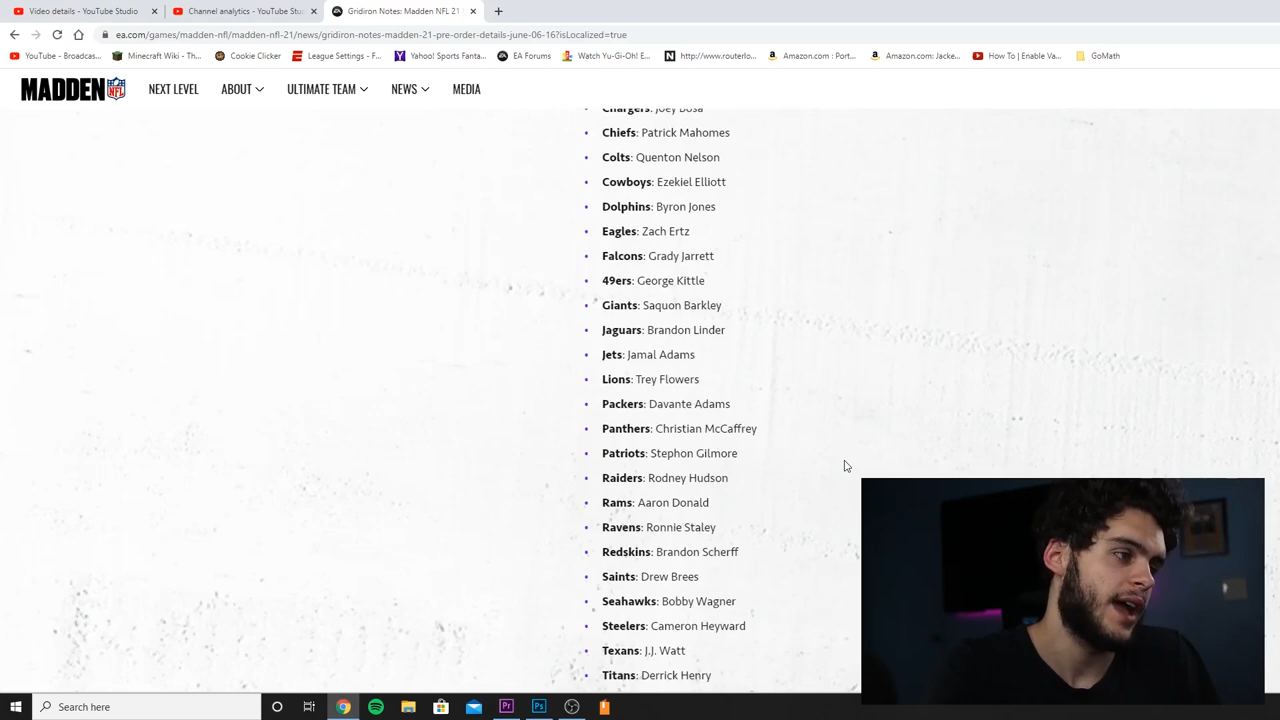 Video details - YouTube Studio
Channel analytics - YouTube Stu
Gridiron Notes: Madden NFL 21
ea.com/games/madden-nfl/madden-nfl-21/news/gridiron-notes-madden-21-pre-order-details-june-06-16?isLocalized=true
YouTube - Broadcas...
Minecraft Wiki - Th...
Cookie Clicker
League Settings - F...
Yahoo! Sports Fanta...
EA Forums
Watch Yu-Gi-Oh! E...
http://www.routerlo...
Amazon.com : Port...
Amazon.com: Jacke...
How To | Enable Va...
GoMath
MADDEN NFL
NEXT LEVEL
ABOUT
ULTIMATE TEAM
NEWS
MEDIA
Chargers: Joey Bosa
Chiefs: Patrick Mahomes
Colts: Quenton Nelson
Cowboys: Ezekiel Elliott
Dolphins: Byron Jones
Eagles: Zach Ertz
Falcons: Grady Jarrett
49ers: George Kittle
Giants: Saquon Barkley
Jaguars: Brandon Linder
Jets: Jamal Adams
Lions: Trey Flowers
Packers: Davante Adams
Panthers: Christian McCaffrey
Patriots: Stephon Gilmore
Raiders: Rodney Hudson
Rams: Aaron Donald
Ravens: Ronnie Staley
Redskins: Brandon Scherff
Saints: Drew Brees
Seahawks: Bobby Wagner
Steelers: Cameron Heyward
Texans: J.J. Watt
Titans: Derrick Henry
Search here
Pr
Ps